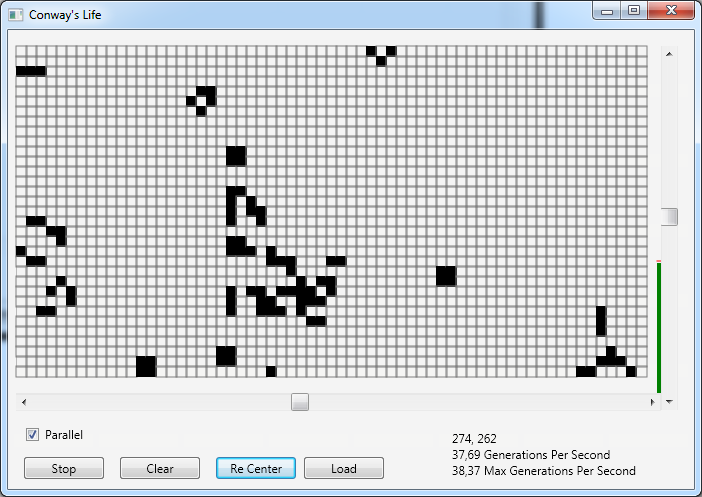 Conway's Life
Parallel
Stop
Clear
Re Center
Load
274, 262
37,69 Generations Per Second
38,37 Max Generations Per Second